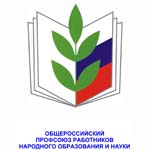 ОБЩЕРОССИЙСКИЙ
ПРОФСОЮЗ РАБОТНИКОВ
НАРОДНОГО ОБРАЗОВАНИЯ И НАУКИ